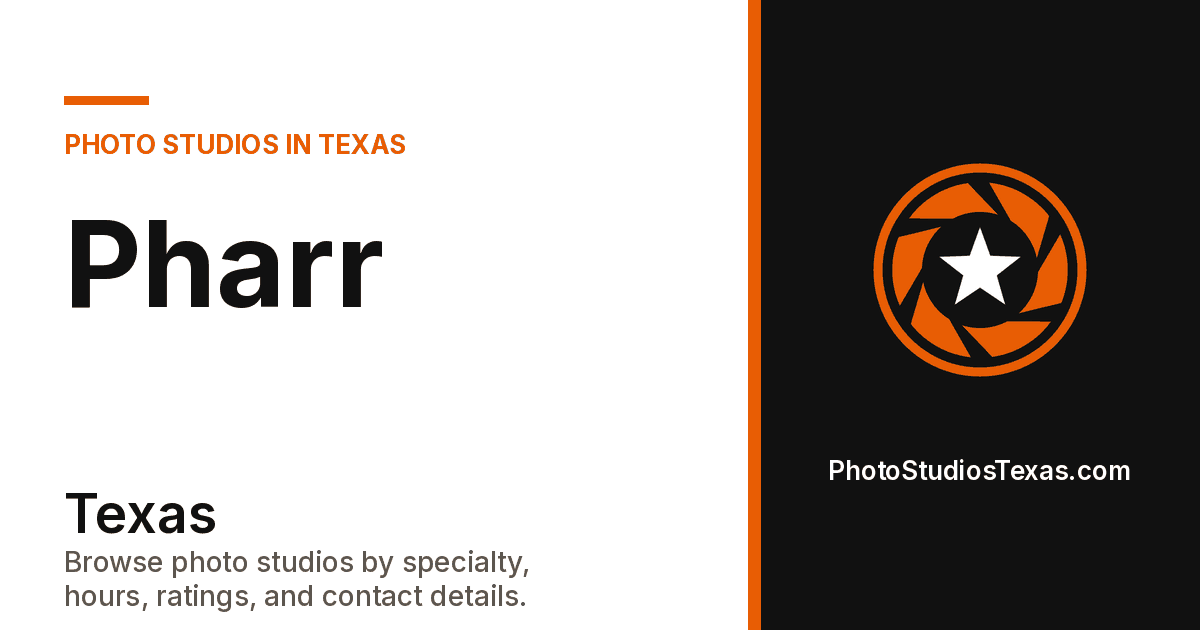 PHOTO STUDIOS IN TEXAS
Pharr
Texas
Browse photo studios by specialty,
hours, ratings, and contact details.
PhotoStudiosTexas.com